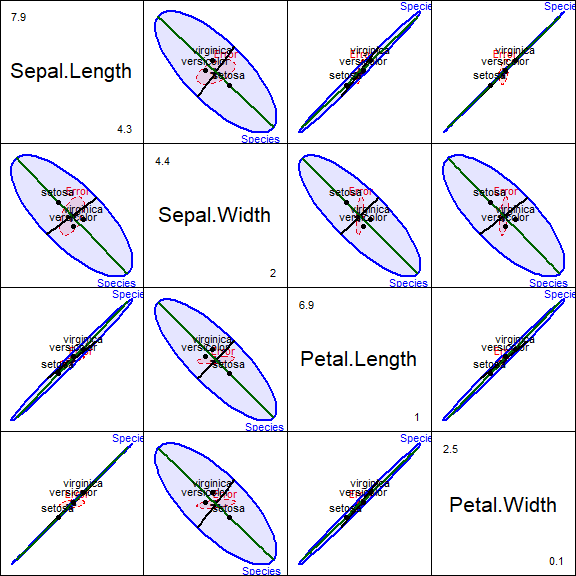 7.9
Sepal.Length
4.3
virginica
Error
versicolor
setosa
Species
Species
virginica
Error
versicolor
setosa
Species
virginica
Error
versicolor
setosa
Error
setosa
virginica
versicolor
Species
4.4
Sepal.Width
2
Error
setosa
virginica
versicolor
Species
Error
setosa
virginica
versicolor
Species
Species
virginica
versicolor
Error
setosa
virginica
versicolor
Error
setosa
Species
6.9
Petal.Length
1
Species
virginica
versicolor
Error
setosa
virginica
versicolor
Error
setosa
virginica
versicolor
Error
setosa
Species
Species
virginica
versicolor
Error
setosa
2.5
Petal.Width
0.1